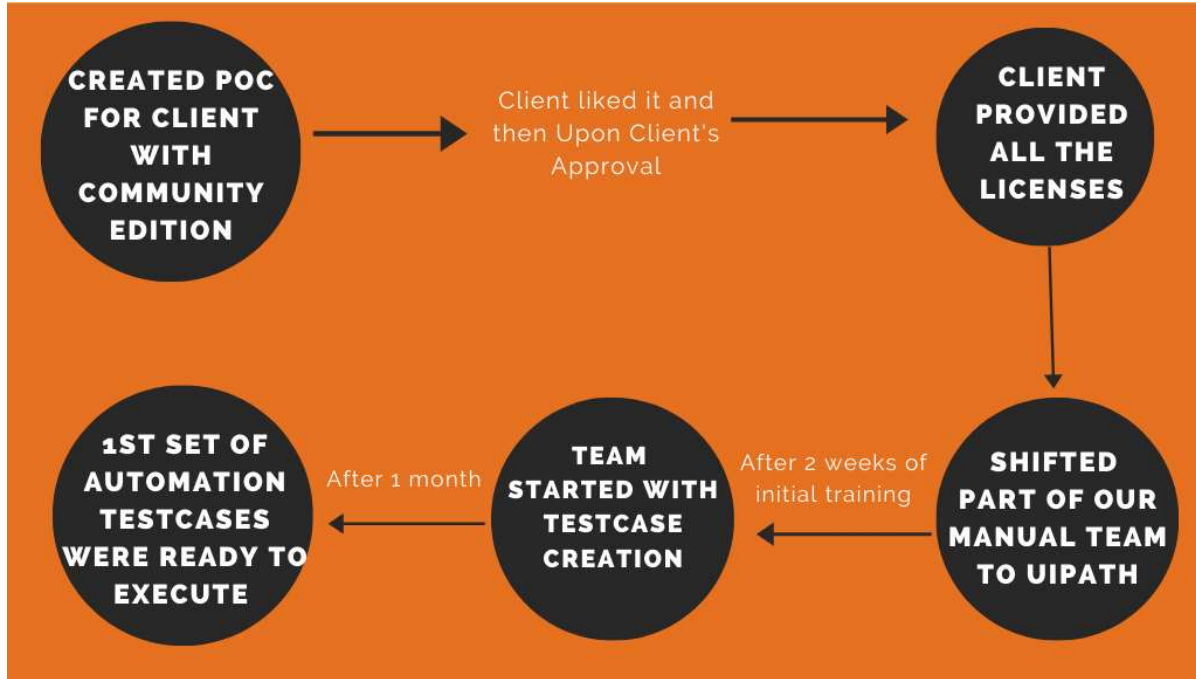 CREATED POC
FOR CLIENT
WITH
COMMUNITY
EDITION
Client liked it and
then Upon Client's
Approval
CLIENT
PROVIDED
ALL THE
LICENSES
SHIFTED
PART OF OUR
MANUAL TEAM
TO UIPATH
After 2 weeks of
initial training
TEAM
STARTED WITH
TESTCASE
CREATION
After 1 month
1ST SET OF
AUTOMATION
TESTCASES
WERE READY TO
EXECUTE